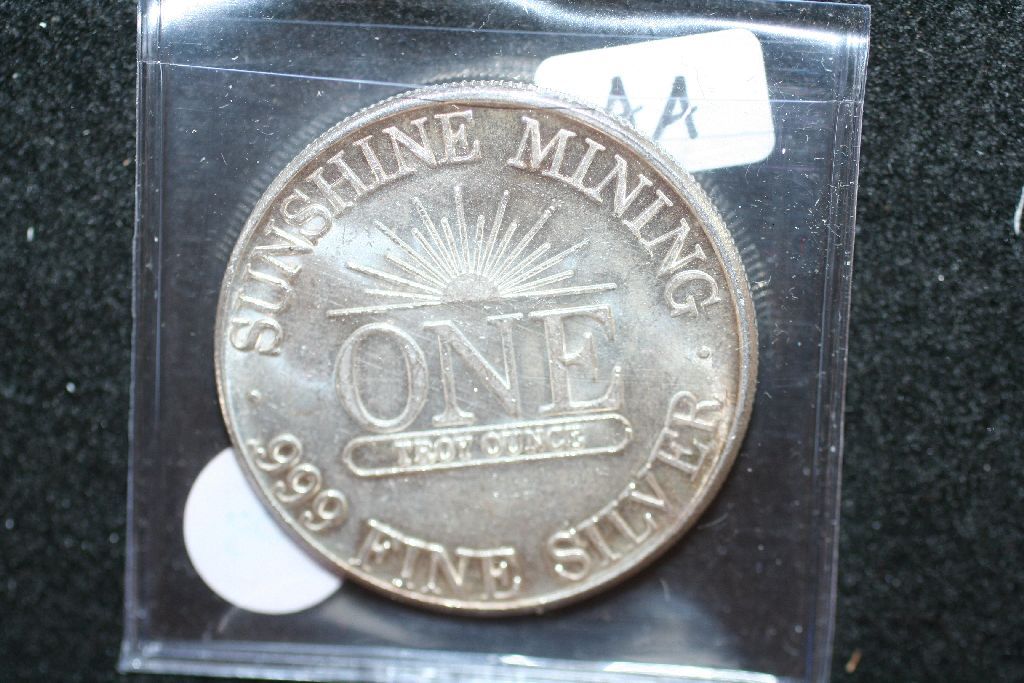 AA
SUNSHINE MINING
ONE
TROY OUNCE
.999 FINE SILVER